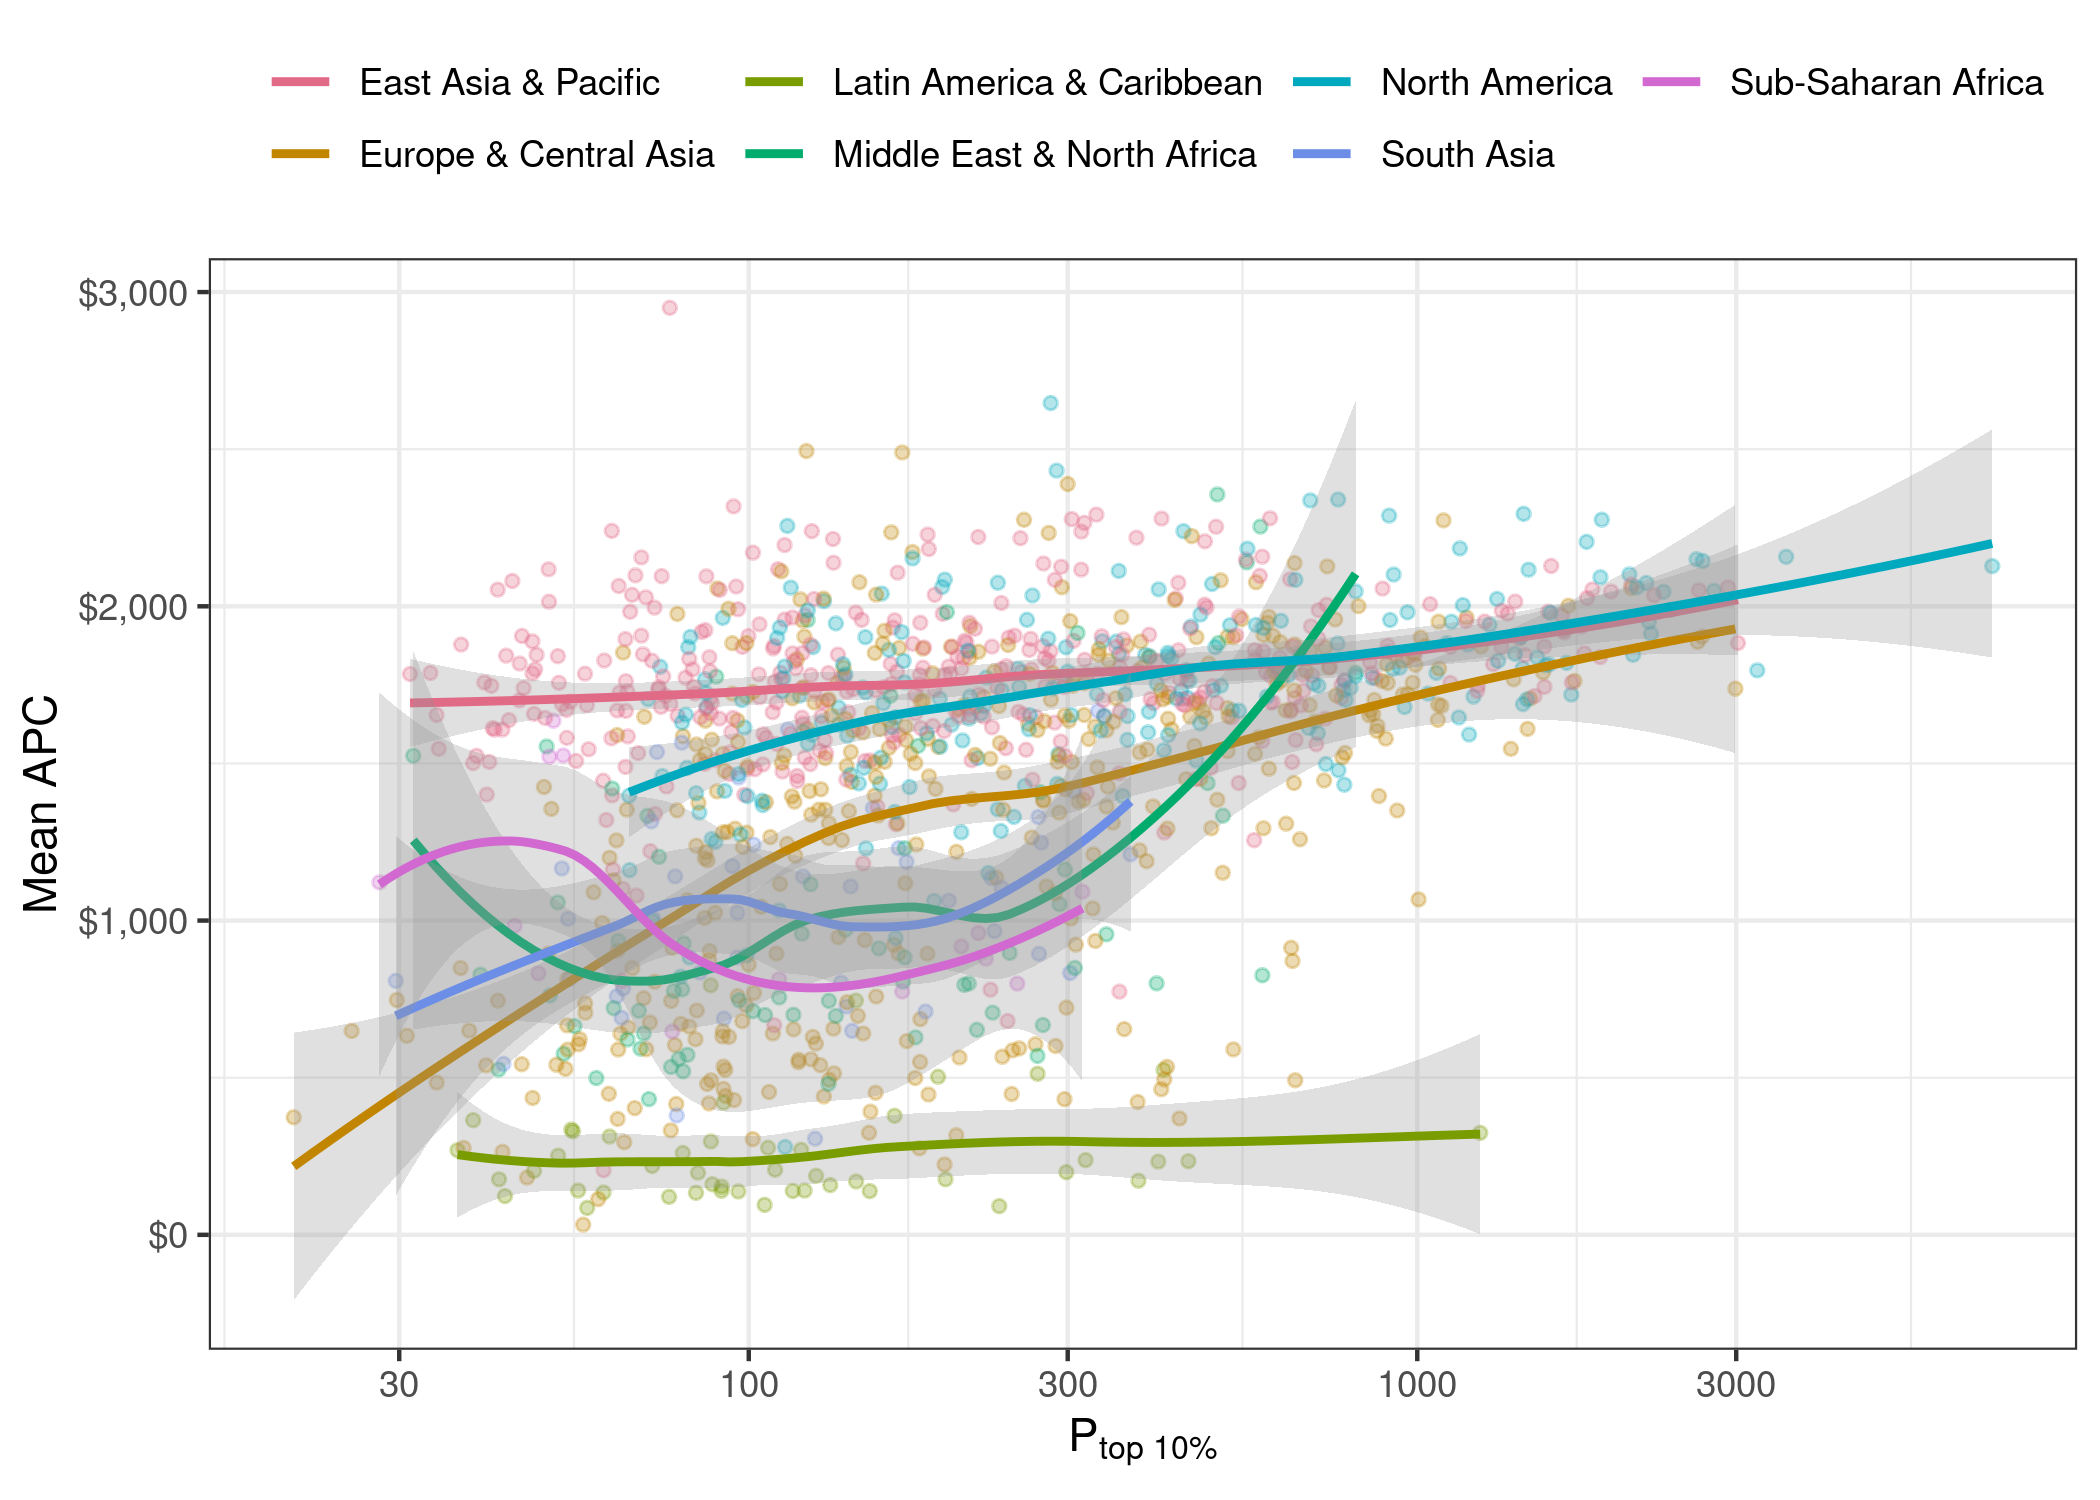 East Asia & Pacific Latin America & Caribbean North America Sub-Saharan Africa
Europe & Central Asia Middle East & North Africa South Asia
$3,000
$2,000
$1,000
$0
Mean APC
30 100 300 1000 3000
P top 10%